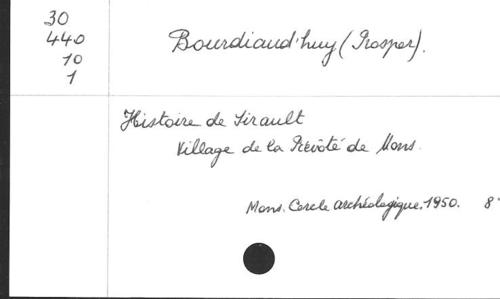 30
440
10
1
Bourdiaud'huy (Prosper).
Histoire de Sirault
Village de la Prévôté de Mons.
Mons. Cercle archéologique. 1950. 8°